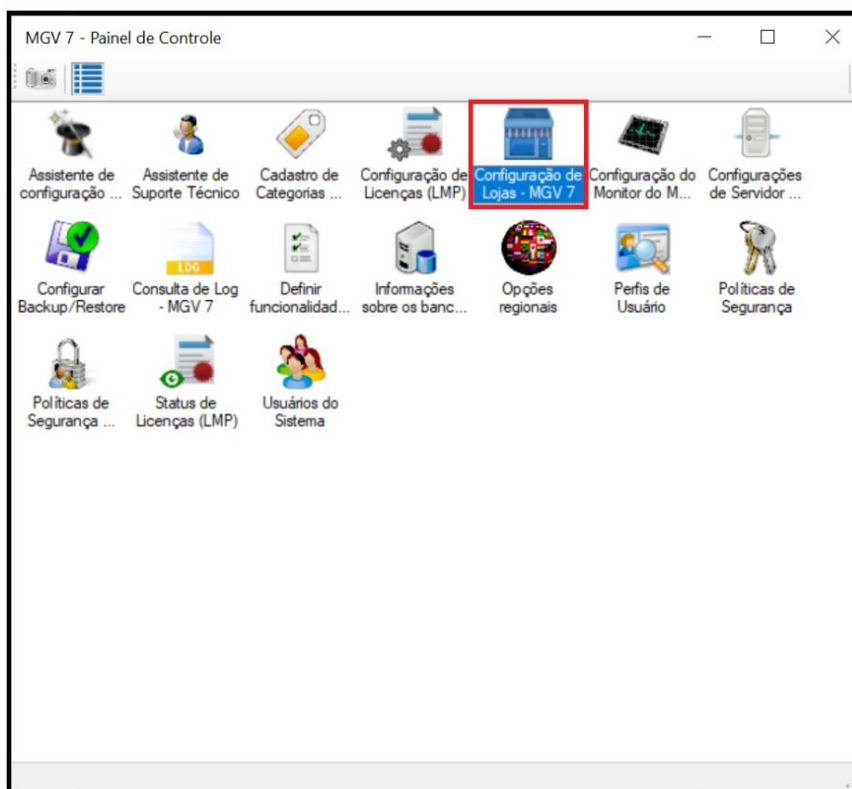 MGV 7 - Painel de Controle
Assistente de
configuração ...
Assistente de
Suporte Técnico
Cadastro de
Categorias ...
Configuração de
Licenças (LMP)
Configuração de
Lojas - MGV 7
Configuração do
Monitor do M...
Configurações
de Servidor ...
Configurar
Backup/Restore
LOG
Consulta de Log
- MGV 7
Definir
funcionalidad...
Informações
sobre os banc...
Opções
regionais
Perfis de
Usuário
Políticas de
Segurança
Políticas de
Segurança ...
Status de
Licenças (LMP)
Usuários do
Sistema